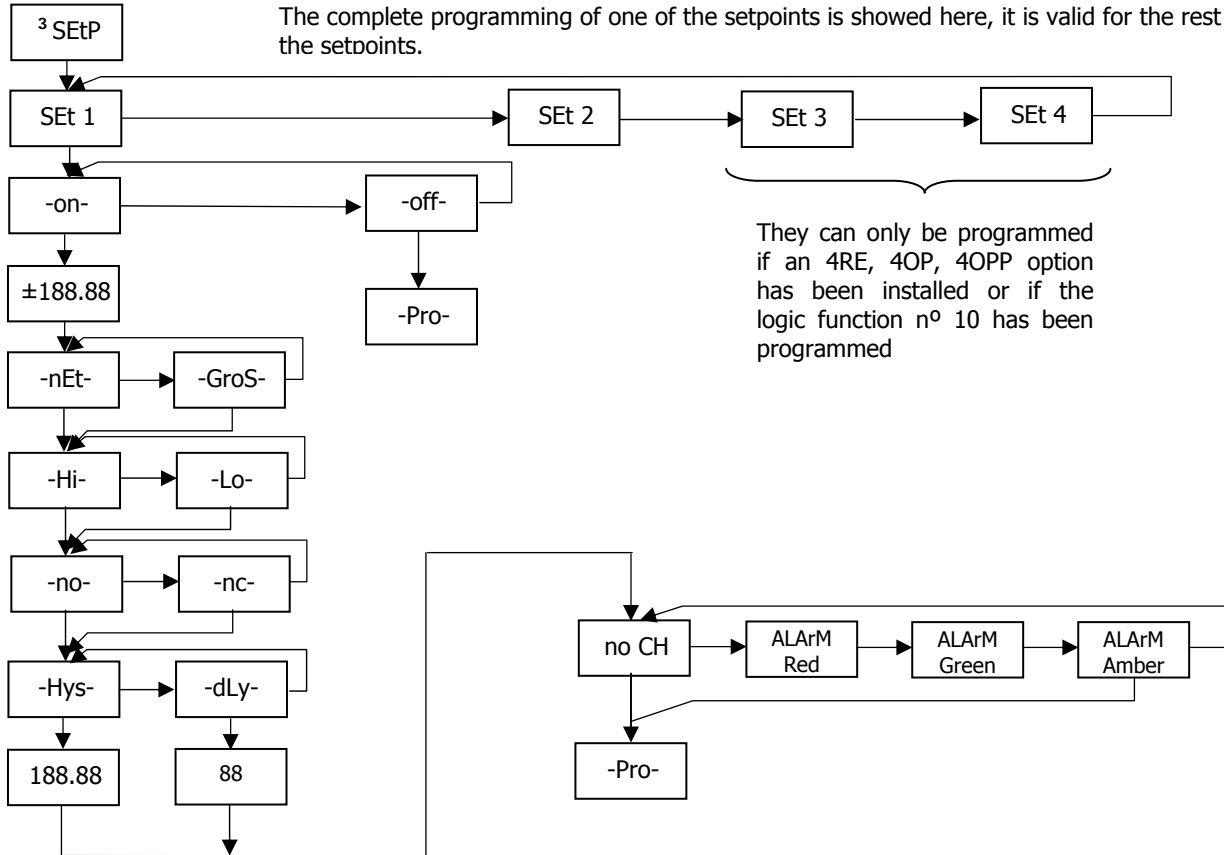 ³ SEtP
The complete programming of one of the setpoints is showed here, it is valid for the rest
the setpoints.
SEt 1
SEt 2
SEt 3
SEt 4
-on-
-off-
They can only be programmed
if an 4RE, 4OP, 4OPP option
has been installed or if the
logic function nº 10 has been
programmed
±188.88
-Pro-
-nEt-
-GroS-
-Hi-
-Lo-
-no-
-nc-
no CH
ALArM
Red
ALArM
Green
ALArM
Amber
-Hys-
-dLy-
188.88
88
-Pro-